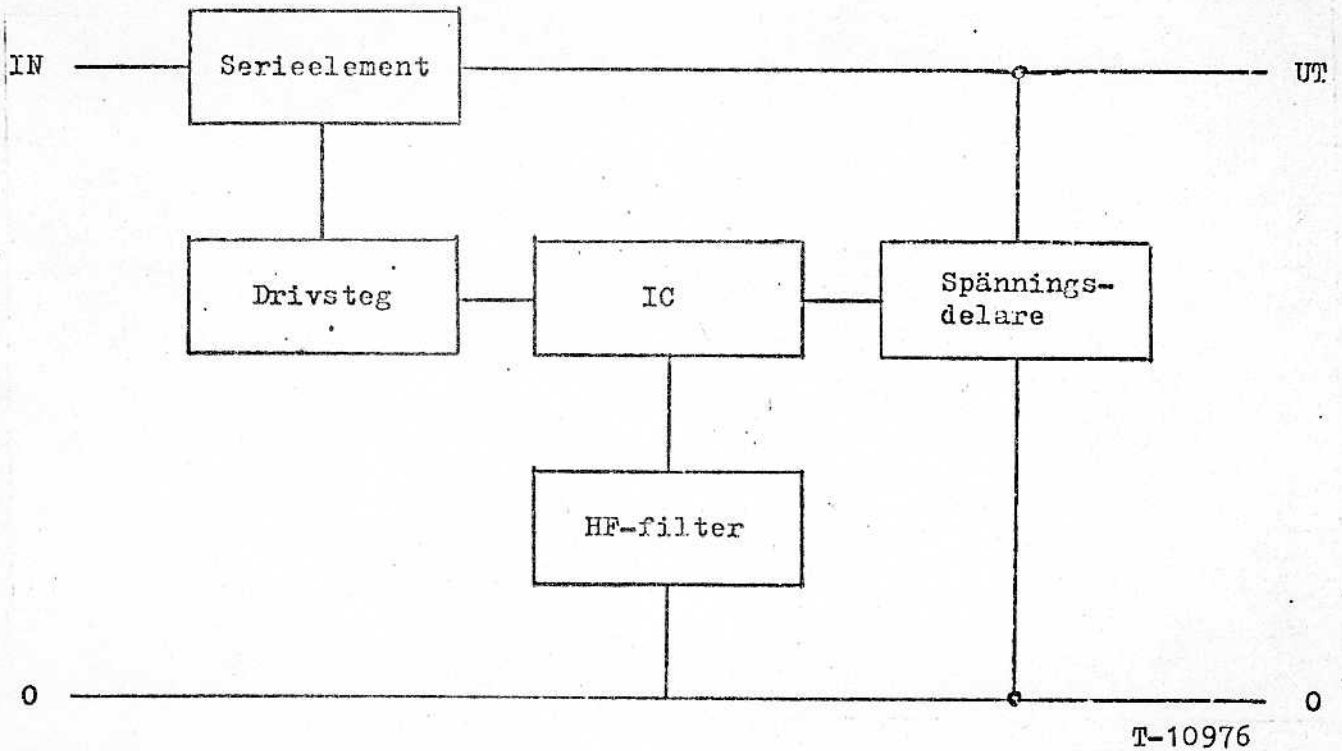 IN
Serieelement
UT
Drivsteg
IC
Spännings-
delare
HF-filter
0
0
T-10976